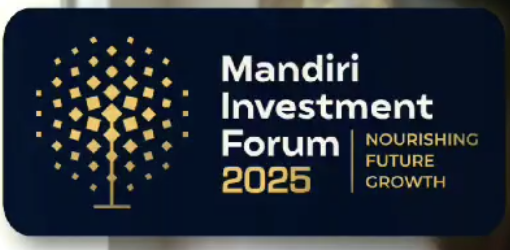 Mandiri
Investment
Forum
2025
NOURISHING
FUTURE
GROWTH